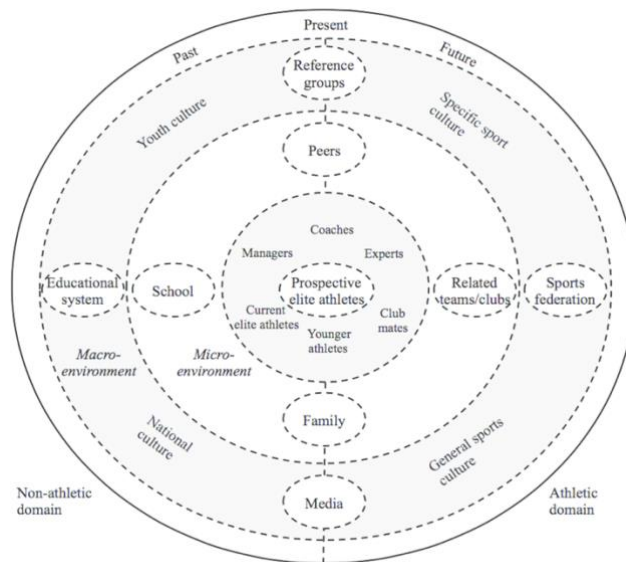 Present
Past
Future
Reference
groups
Youth culture
Specific sport
culture
Peers
Coaches
Managers
Experts
Educational
system
School
Prospective
elite athletes
Related
teams/clubs
Sports
federation
Current
elite athletes
Club
mates
Younger
athletes
Macro-
environment
Micro-
environment
Family
National
culture
General sports
culture
Media
Non-athletic
domain
Athletic
domain